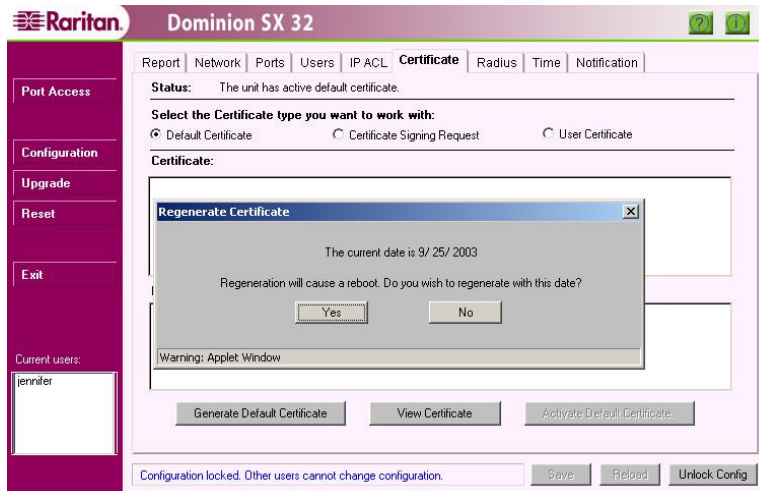 Raritan.
Dominion SX 32
Port Access
Configuration
Upgrade
Reset
Exit
Current users:
jennifer
Report Network Ports Users IP ACL Certificate Radius Time Notification
Status: The unit has active default certificate.
Select the Certificate type you want to work with:
Default Certificate Certificate Signing Request User Certificate
Certificate:
Regenerate Certificate
The current date is 9/ 25/ 2003
Regeneration will cause a reboot. Do you wish to regenerate with this date?
Yes No
Warning: Applet Window
Generate Default Certificate View Certificate Activate Default Certificate
Configuration locked. Other users cannot change configuration. Save Reload Unlock Config